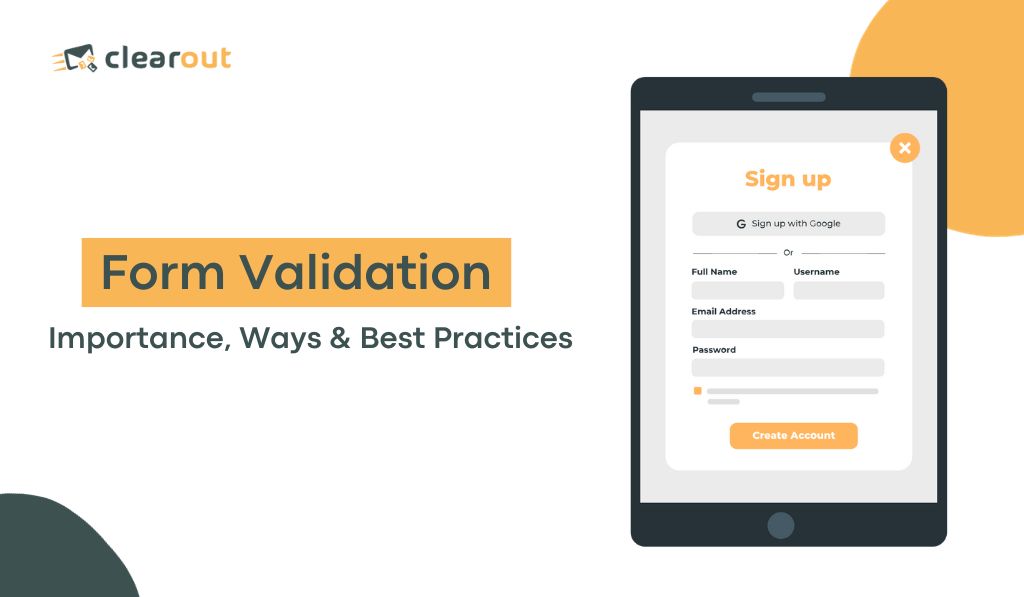 clearout
Form Validation
Importance, Ways & Best Practices
Sign up
G Sign up with Google
Or
Full Name Username
Email Address
Password
Create Account